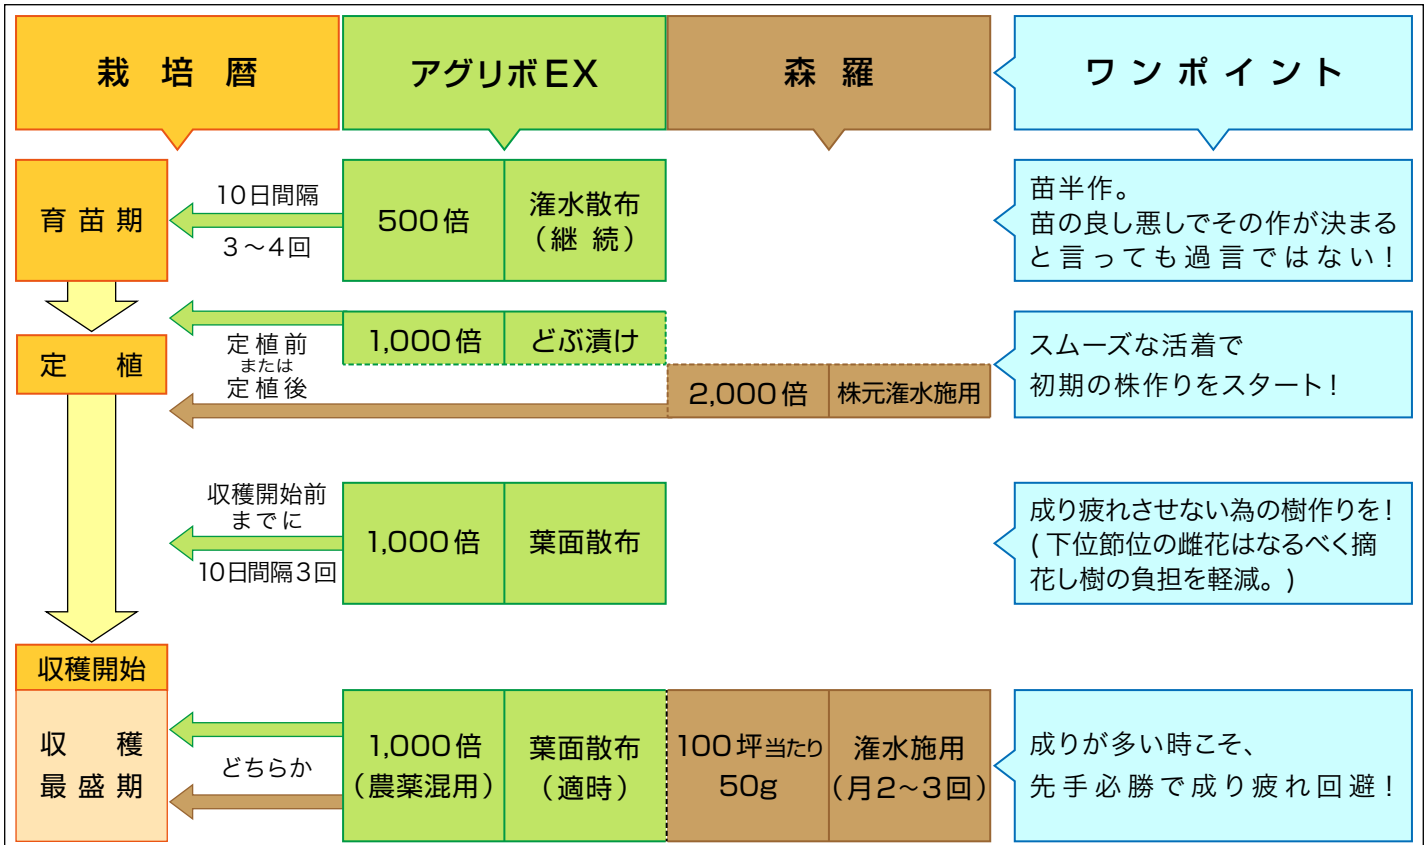 栽培暦
アグリボEX
森羅
ワンポイント
育苗期
10日間隔
3～4回
500倍
潅水散布
（継続）
苗半作。
苗の良し悪しでその作が決まる
と言っても過言ではない！
定植
定植前
または
定植後
1,000倍
どぶ漬け
2,000倍
株元潅水施用
スムーズな活着で
初期の株作りをスタート！
収穫開始前
までに
10日間隔3回
1,000倍
葉面散布
成り疲れさせない為の樹作りを！
(下位節位の雌花はなるべく摘
花し樹の負担を軽減。)
収穫開始
収穫
最盛期
どちらか
1,000倍
（農薬混用）
葉面散布
（適時）
100坪当たり
50g
潅水施用
（月2～3回）
成りが多い時こそ、
先手必勝で成り疲れ回避！